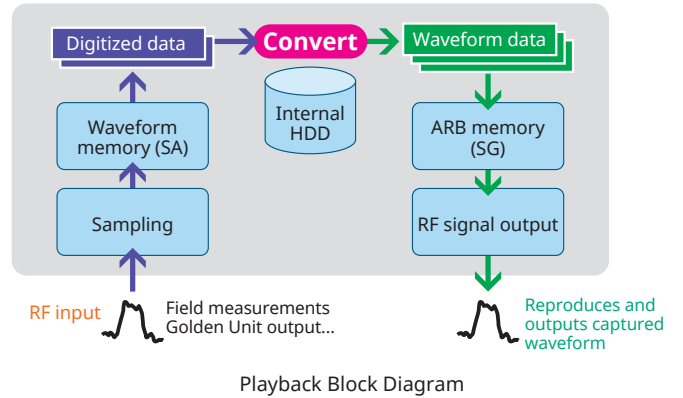 Digitized data
Convert
Waveform data
Internal
HDD
Waveform
memory (SA)
ARB memory
(SG)
Sampling
RF signal output
RF input
Field measurements
Golden Unit output...
Reproduces and
outputs captured
waveform
Playback Block Diagram